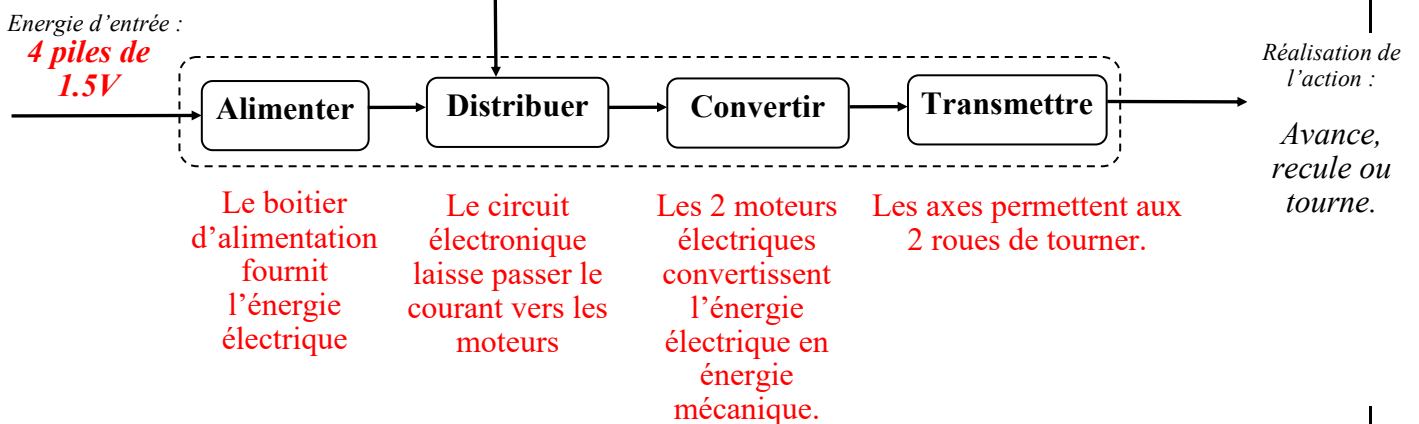 Energie d'entrée :
4 piles de
1.5V
Alimenter
Distribuer
Convertir
Transmettre
Réalisation de
l'action :
Avance,
recule ou
tourne.
Le boitier
d'alimentation
fournit
l'énergie
électrique
Le circuit
électronique
laisse passer le
courant vers les
moteurs
Les 2 moteurs
électriques
convertissent
l'énergie
électrique en
énergie
mécanique.
Les axes permettent aux
2 roues de tourner.